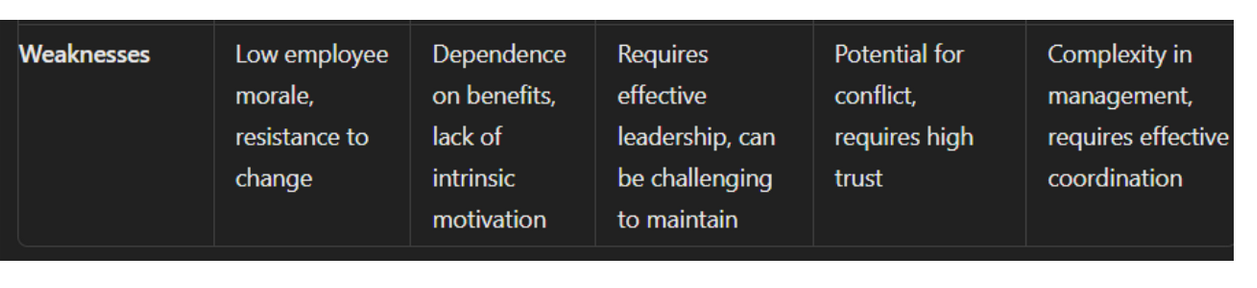 Weaknesses
Low employee
morale,
resistance to
change
Dependence
on benefits,
lack of
intrinsic
motivation
Requires
effective
leadership, can
be challenging
to maintain
Potential for
conflict,
requires high
trust
Complexity in
management,
requires effective
coordination